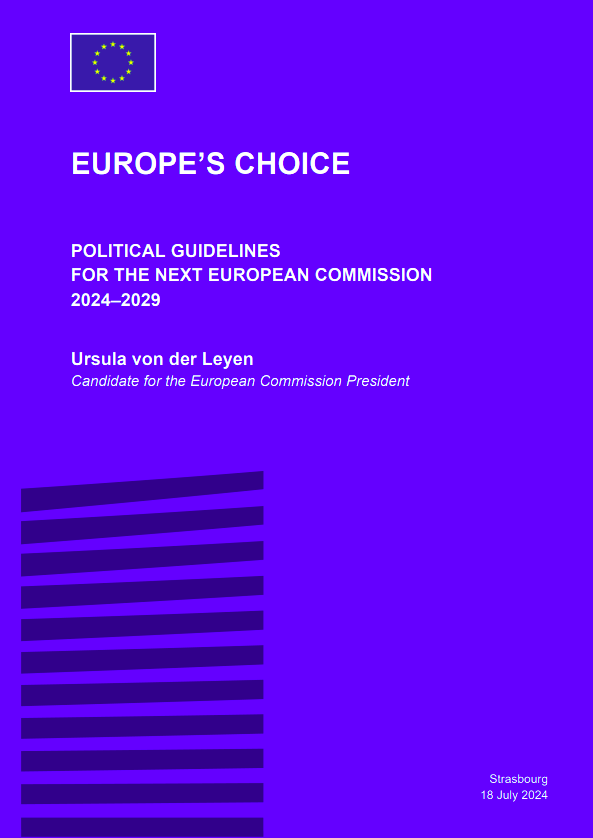 EUROPE’S CHOICE
POLITICAL GUIDELINES
FOR THE NEXT EUROPEAN COMMISSION
2024–2029
Ursula von der Leyen
Candidate for the European Commission President
Strasbourg
18 July 2024